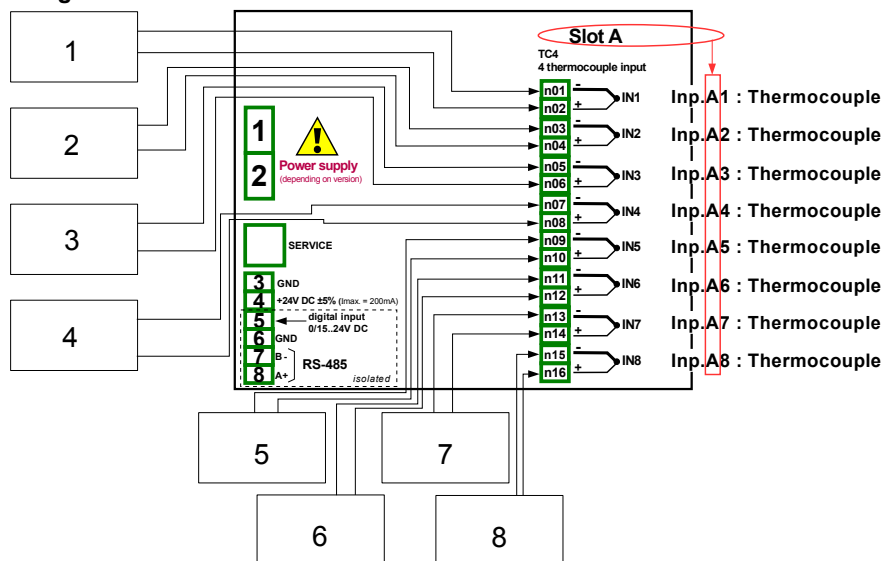 Slot A
TC4
4 thermocouple input
1
2
3
4
1
2
Power supply
(depending on version)
SERVICE
3 GND
4 +24V DC ±5% (Imax. = 200mA)
5 digital input
0/15..24V DC
6 GND
7 B-
8 A+
RS-485
isolated
n01 - IN1 Inp.A1 : Thermocouple
n02 +
n03 - IN2 Inp.A2 : Thermocouple
n04 +
n05 - IN3 Inp.A3 : Thermocouple
n06 +
n07 - IN4 Inp.A4 : Thermocouple
n08 +
n09 - IN5 Inp.A5 : Thermocouple
n10 +
n11 - IN6 Inp.A6 : Thermocouple
n12 +
n13 - IN7 Inp.A7 : Thermocouple
n14 +
n15 - IN8 Inp.A8 : Thermocouple
n16 +
5
7
6
8